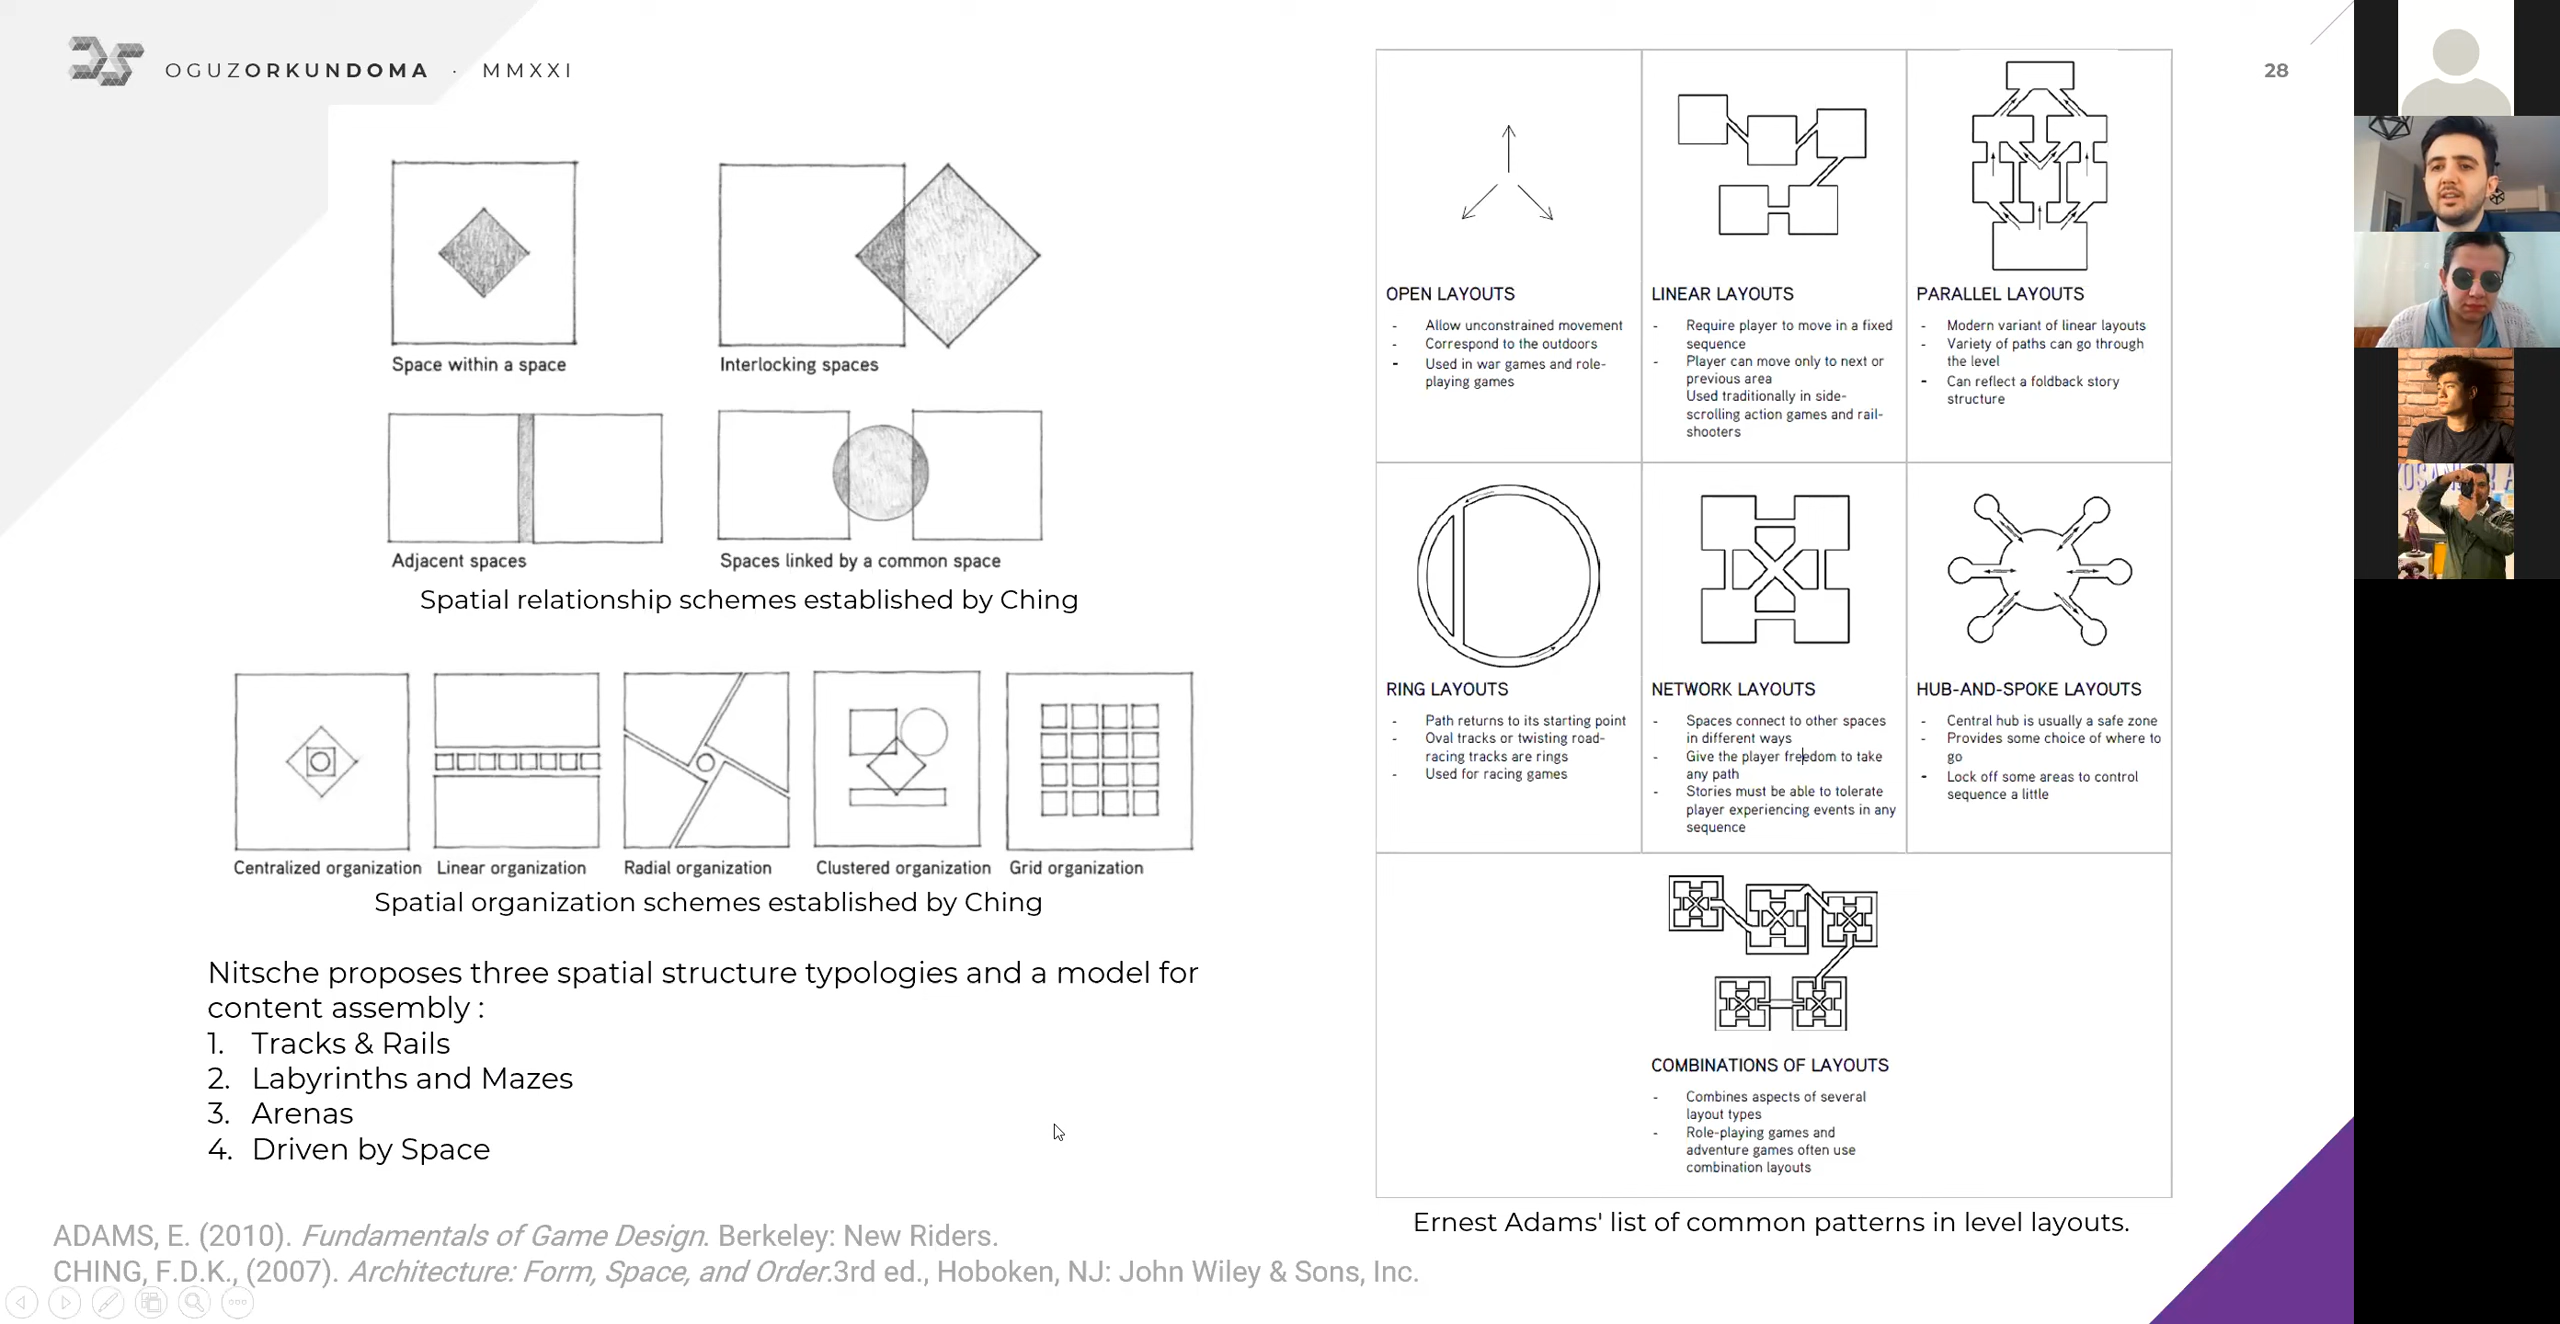 OGUZORKUNDOMA · MMXXI
28
Space within a space
Interlocking spaces
Adjacent spaces
Spaces linked by a common space
Spatial relationship schemes established by Ching
Centralized organization
Linear organization
Radial organization
Clustered organization
Grid organization
Spatial organization schemes established by Ching
Nitsche proposes three spatial structure typologies and a model for
content assembly :
1. Tracks & Rails
2. Labyrinths and Mazes
3. Arenas
4. Driven by Space
OPEN LAYOUTS
- Allow unconstrained movement
- Correspond to the outdoors
- Used in war games and role-
playing games
LINEAR LAYOUTS
- Require player to move in a fixed
sequence
- Player can move only to next or
previous area
Used traditionally in side-
scrolling action games and rail-
shooters
PARALLEL LAYOUTS
- Modern variant of linear layouts
- Variety of paths can go through
the level
- Can reflect a foldback story
structure
RING LAYOUTS
- Path returns to its starting point
- Oval tracks or twisting road-
racing tracks are rings
- Used for racing games
NETWORK LAYOUTS
- Spaces connect to other spaces
in different ways
- Give the player freedom to take
any path
- Stories must be able to tolerate
player experiencing events in any
sequence
HUB-AND-SPOKE LAYOUTS
- Central hub is usually a safe zone
- Provides some choice of where to
go
- Lock off some areas to control
sequence a little
COMBINATIONS OF LAYOUTS
- Combines aspects of several
layout types
- Role-playing games and
adventure games often use
combination layouts
Ernest Adams' list of common patterns in level layouts.
ADAMS, E. (2010). Fundamentals of Game Design. Berkeley: New Riders.
CHING, F.D.K., (2007). Architecture: Form, Space, and Order.3rd ed., Hoboken, NJ: John Wiley & Sons, Inc.